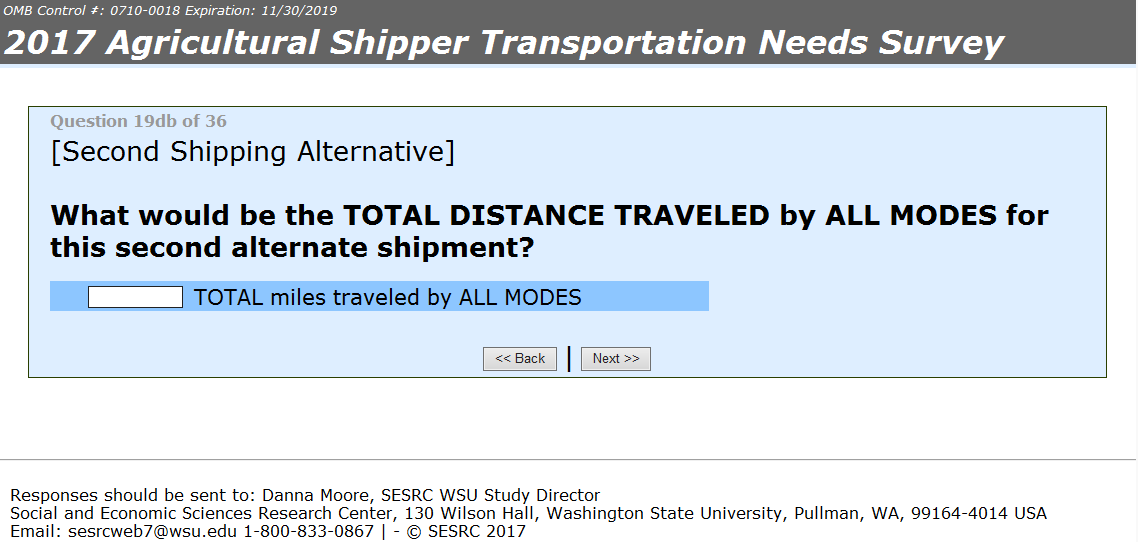 OMB Control #: 0710-0018 Expiration: 11/30/2019
2017 Agricultural Shipper Transportation Needs Survey
Question 19db of 36
[Second Shipping Alternative]
What would be the TOTAL DISTANCE TRAVELED by ALL MODES for
this second alternate shipment?
TOTAL miles traveled by ALL MODES
<< Back | Next >>
Responses should be sent to: Danna Moore, SESRC WSU Study Director
Social and Economic Sciences Research Center, 130 Wilson Hall, Washington State University, Pullman, WA, 99164-4014 USA
Email: sesrcweb7@wsu.edu 1-800-833-0867 | - © SESRC 2017